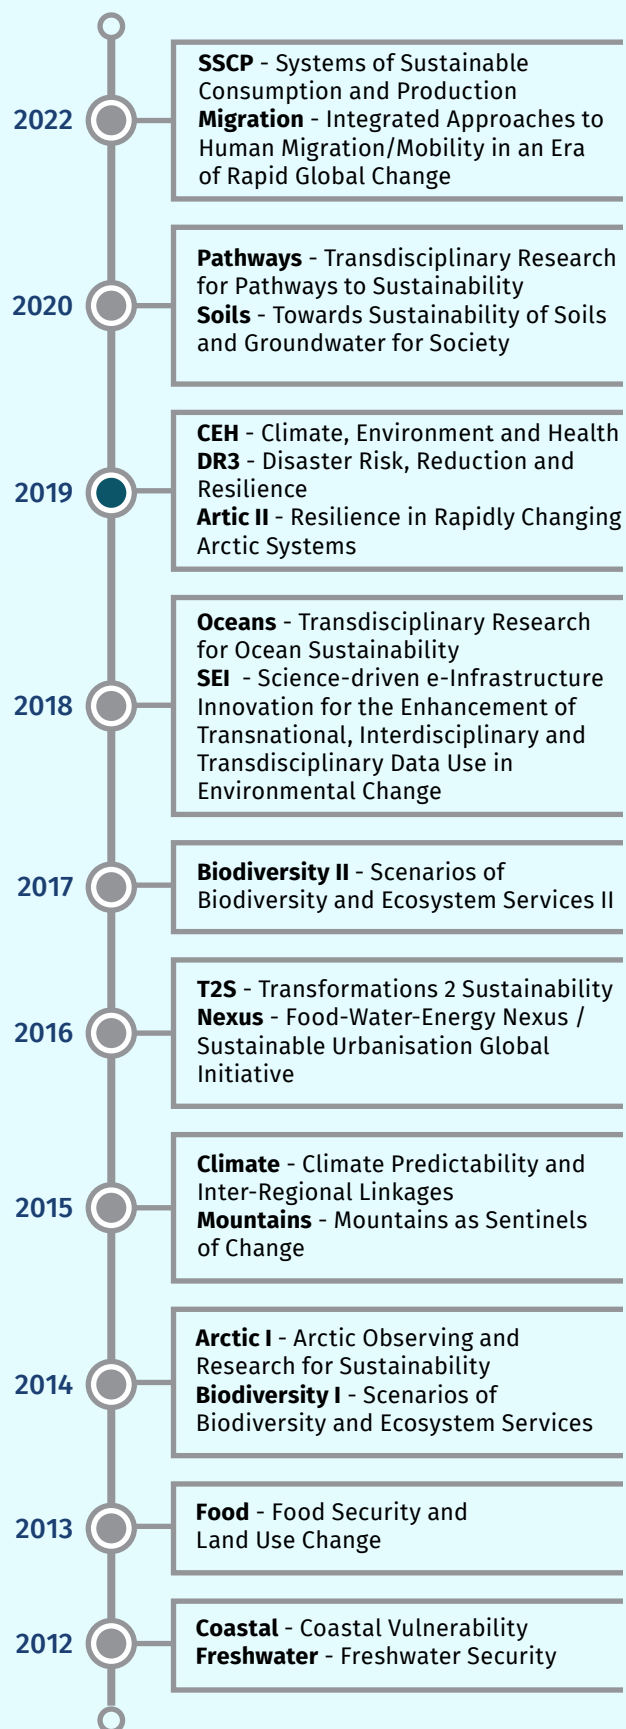 2022
SSCP - Systems of Sustainable
Consumption and Production
Migration - Integrated Approaches to
Human Migration/Mobility in an Era
of Rapid Global Change
2020
Pathways - Transdisciplinary Research
for Pathways to Sustainability
Soils - Towards Sustainability of Soils
and Groundwater for Society
2019
CEH - Climate, Environment and Health
DR3 - Disaster Risk, Reduction and
Resilience
Artic II - Resilience in Rapidly Changing
Arctic Systems
2018
Oceans - Transdisciplinary Research
for Ocean Sustainability
SEI - Science-driven e-Infrastructure
Innovation for the Enhancement of
Transnational, Interdisciplinary and
Transdisciplinary Data Use in
Environmental Change
2017
Biodiversity II - Scenarios of
Biodiversity and Ecosystem Services II
2016
T2S - Transformations 2 Sustainability
Nexus - Food-Water-Energy Nexus /
Sustainable Urbanisation Global
Initiative
2015
Climate - Climate Predictability and
Inter-Regional Linkages
Mountains - Mountains as Sentinels
of Change
2014
Arctic I - Arctic Observing and
Research for Sustainability
Biodiversity I - Scenarios of
Biodiversity and Ecosystem Services
2013
Food - Food Security and
Land Use Change
2012
Coastal - Coastal Vulnerability
Freshwater - Freshwater Security